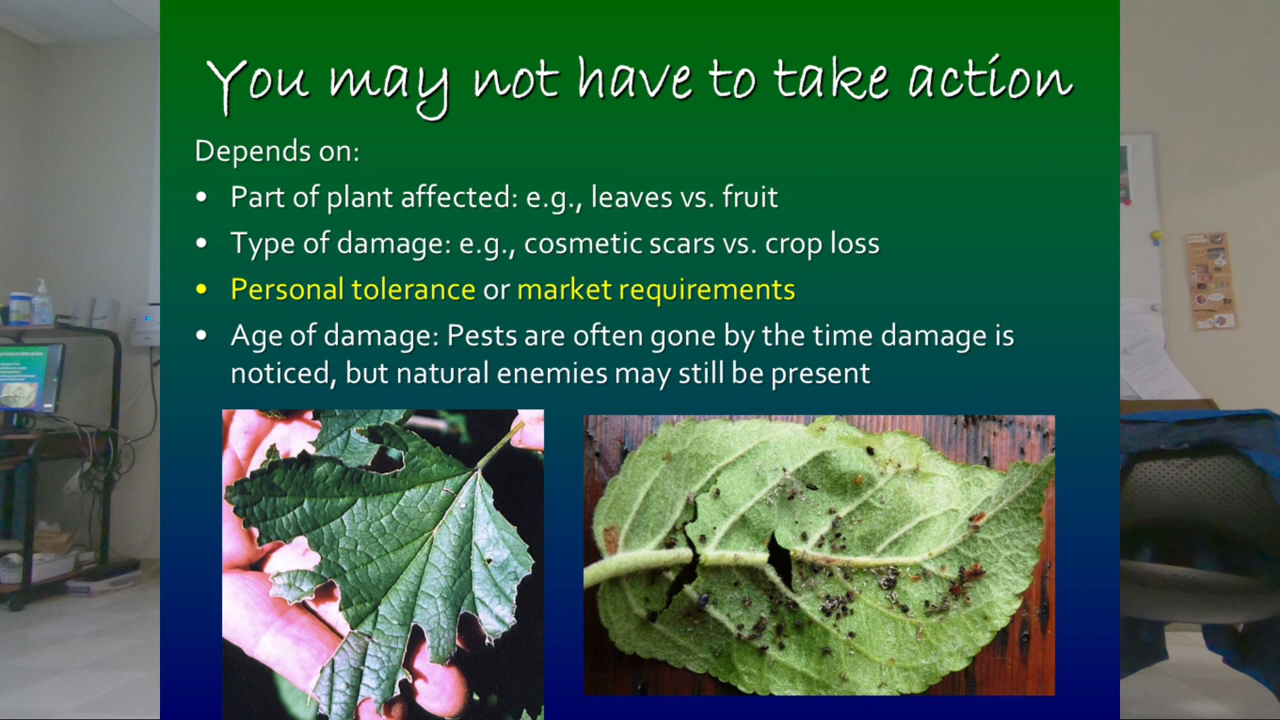 You may not have to take action
Depends on:
• Part of plant affected: e.g., leaves vs. fruit
• Type of damage: e.g., cosmetic scars vs. crop loss
• Personal tolerance or market requirements
• Age of damage: Pests are often gone by the time damage is
noticed, but natural enemies may still be present